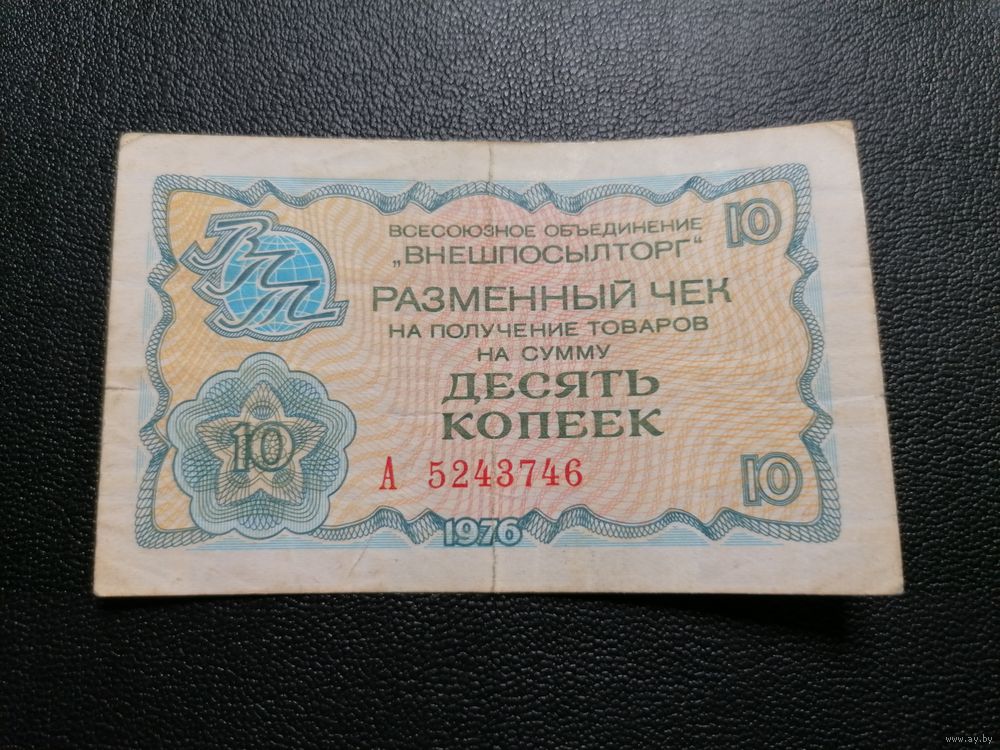 ВПТ
ВСЕСОЮЗНОЕ ОБЪЕДИНЕНИЕ
„ВНЕШПОСЫЛТОРГ“
10
РАЗМЕННЫЙ ЧЕК
НА ПОЛУЧЕНИЕ ТОВАРОВ
НА СУММУ
ДЕСЯТЬ
КОПЕЕК
10
А 5243746
10
1976
www.ay.by